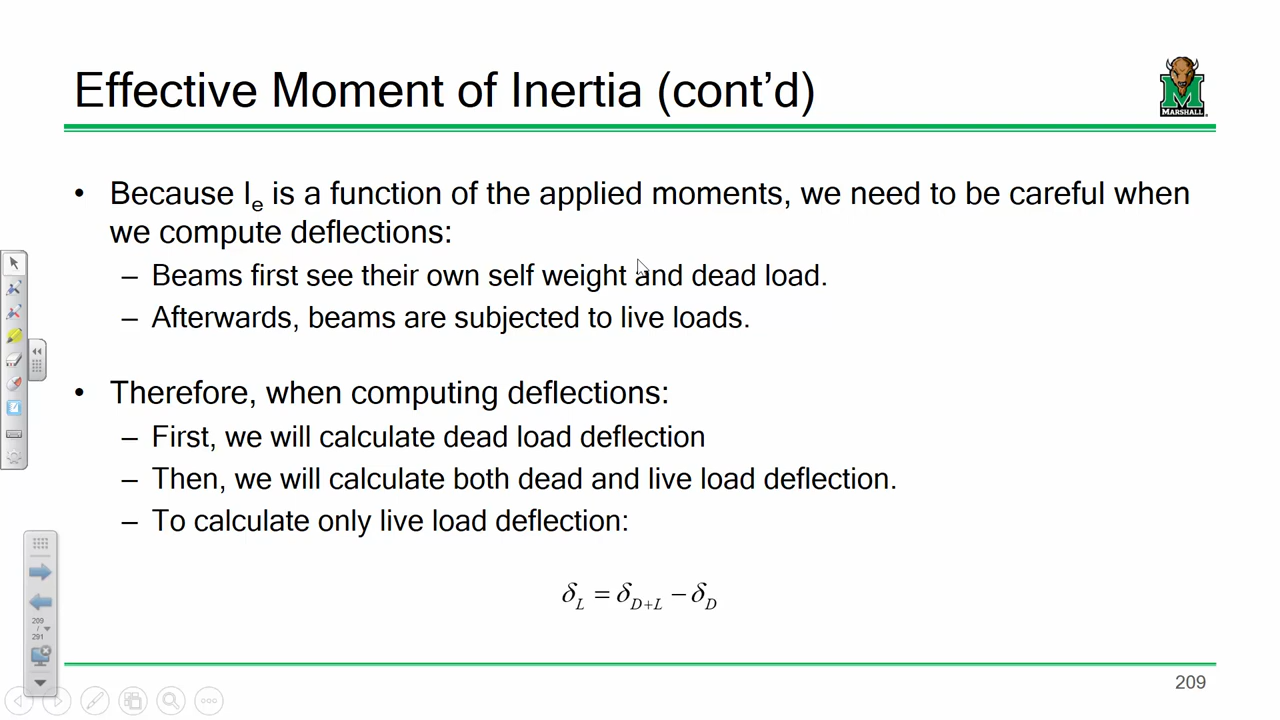 Effective Moment of Inertia (cont’d)
MARSHALL
• Because Ie is a function of the applied moments, we need to be careful when
we compute deflections:
– Beams first see their own self weight and dead load.
– Afterwards, beams are subjected to live loads.
• Therefore, when computing deflections:
– First, we will calculate dead load deflection
– Then, we will calculate both dead and live load deflection.
– To calculate only live load deflection:
δL = δD+L − δD
209
/
291
209